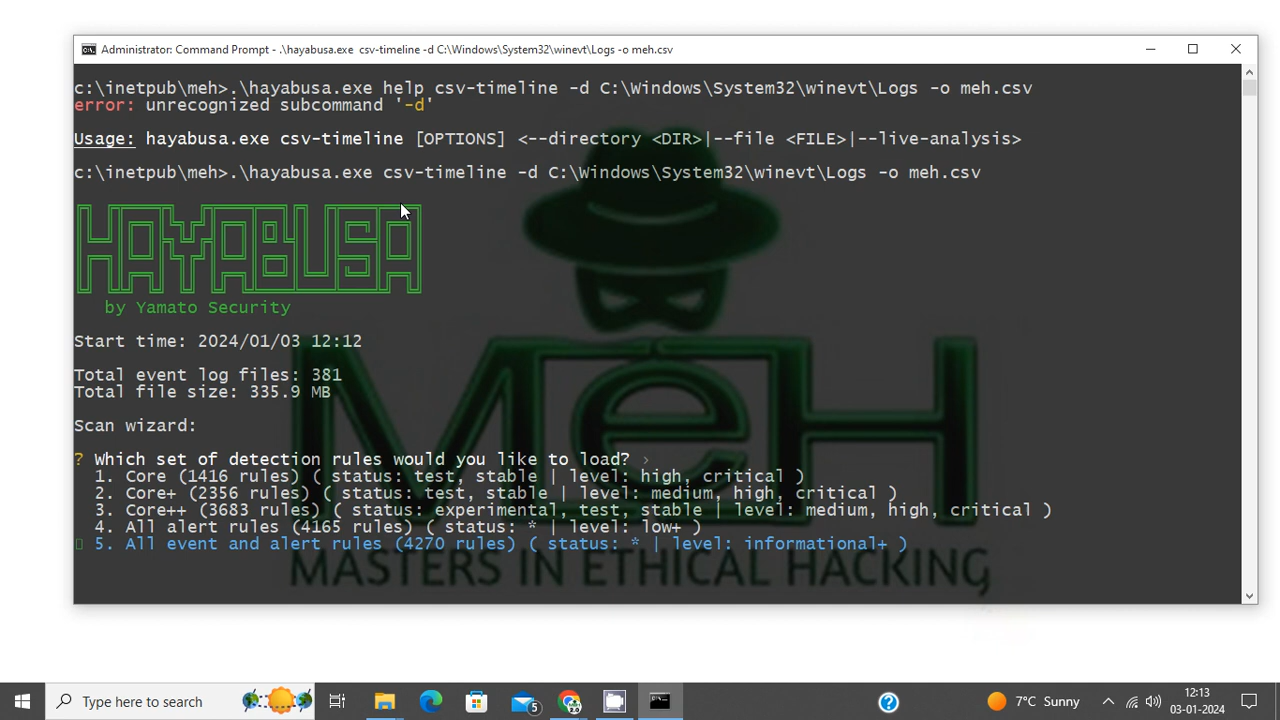 Administrator: Command Prompt - .\hayabusa.exe  csv-timeline -d C:\Windows\System32\winevt\Logs -o meh.csv
c:\inetpub\meh>.\hayabusa.exe help csv-timeline -d C:\Windows\System32\winevt\Logs -o meh.csv
error: unrecognized subcommand '-d'
Usage: hayabusa.exe csv-timeline [OPTIONS] <--directory <DIR>|--file <FILE>|--live-analysis>
c:\inetpub\meh>.\hayabusa.exe csv-timeline -d C:\Windows\System32\winevt\Logs -o meh.csv
HAYABUSA
by Yamato Security
Start time: 2024/01/03 12:12
Total event log files: 381
Total file size: 335.9 MB
Scan wizard:
? Which set of detection rules would you like to load? ›
1. Core (1416 rules) ( status: test, stable | level: high, critical )
2. Core+ (2356 rules) ( status: test, stable | level: medium, high, critical )
3. Core++ (3683 rules) ( status: experimental, test, stable | level: medium, high, critical )
4. All alert rules (4165 rules) ( status: * | level: low+ )
5. All event and alert rules (4270 rules) ( status: * | level: informational+ )
MeH
MASTERS IN ETHICAL HACKING
Type here to search
5
2.0
7°C Sunny
12:13
03-01-2024